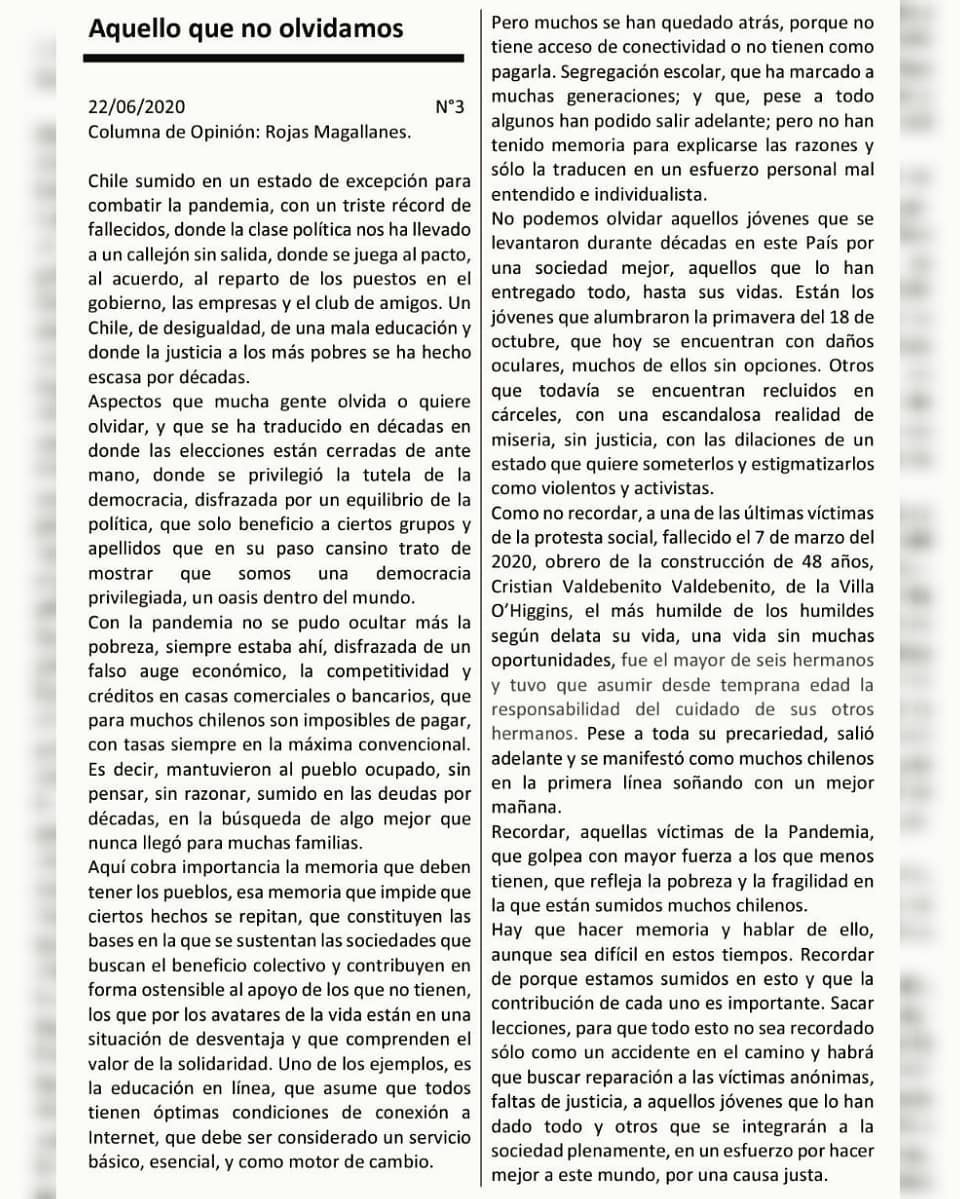 Aquello que no olvidamos
22/06/2020 N°3
Columna de Opinión: Rojas Magallanes.
Chile sumido en un estado de excepción para
combatir la pandemia, con un triste récord de
fallecidos, donde la clase política nos ha llevado
a un callejón sin salida, donde se juega al pacto,
al acuerdo, al reparto de los puestos en el
gobierno, las empresas y el club de amigos. Un
Chile, de desigualdad, de una mala educación y
donde la justicia a los más pobres se ha hecho
escasa por décadas.
Aspectos que mucha gente olvida o quiere
olvidar, y que se ha traducido en décadas en
donde las elecciones están cerradas de ante
mano, donde se privilegió la tutela de la
democracia, disfrazada por un equilibrio de la
política, que solo beneficio a ciertos grupos y
apellidos que en su paso cansino trato de
mostrar que somos una democracia
privilegiada, un oasis dentro del mundo.
Con la pandemia no se pudo ocultar más la
pobreza, siempre estaba ahí, disfrazada de un
falso auge económico, la competitividad y
créditos en casas comerciales o bancarios, que
para muchos chilenos son imposibles de pagar,
con tasas siempre en la máxima convencional.
Es decir, mantuvieron al pueblo ocupado, sin
pensar, sin razonar, sumido en las deudas por
décadas, en la búsqueda de algo mejor que
nunca llegó para muchas familias.
Aquí cobra importancia la memoria que deben
tener los pueblos, esa memoria que impide que
ciertos hechos se repitan, que constituyen las
bases en la que se sustentan las sociedades que
buscan el beneficio colectivo y contribuyen en
forma ostensible al apoyo de los que no tienen,
los que por los avatares de la vida están en una
situación de desventaja y que comprenden el
valor de la solidaridad. Uno de los ejemplos, es
la educación en línea, que asume que todos
tienen óptimas condiciones de conexión a
Internet, que debe ser considerado un servicio
básico, esencial, y como motor de cambio.
Pero muchos se han quedado atrás, porque no
tiene acceso de conectividad o no tienen como
pagarla. Segregación escolar, que ha marcado a
muchas generaciones; y que, pese a todo
algunos han podido salir adelante; pero no han
tenido memoria para explicarse las razones y
sólo la traducen en un esfuerzo personal mal
entendido e individualista.
No podemos olvidar aquellos jóvenes que se
levantaron durante décadas en este País por
una sociedad mejor, aquellos que lo han
entregado todo, hasta sus vidas. Están los
jóvenes que alumbraron la primavera del 18 de
octubre, que hoy se encuentran con daños
oculares, muchos de ellos sin opciones. Otros
que todavía se encuentran recluidos en
cárceles, con una escandalosa realidad de
miseria, sin justicia, con las dilaciones de un
estado que quiere someterlos y estigmatizarlos
como violentos y activistas.
Como no recordar, a una de las últimas víctimas
de la protesta social, fallecido el 7 de marzo del
2020, obrero de la construcción de 48 años,
Cristian Valdebenito Valdebenito, de la Villa
O’Higgins, el más humilde de los humildes
según delata su vida, una vida sin muchas
oportunidades, fue el mayor de seis hermanos
y tuvo que asumir desde temprana edad la
responsabilidad del cuidado de sus otros
hermanos. Pese a toda su precariedad, salió
adelante y se manifestó como muchos chilenos
en la primera línea soñando con un mejor
mañana.
Recordar, aquellas víctimas de la Pandemia,
que golpea con mayor fuerza a los que menos
tienen, que refleja la pobreza y la fragilidad en
la que están sumidos muchos chilenos.
Hay que hacer memoria y hablar de ello,
aunque sea difícil en estos tiempos. Recordar
de porque estamos sumidos en esto y que la
contribución de cada uno es importante. Sacar
lecciones, para que todo esto no sea recordado
sólo como un accidente en el camino y habrá
que buscar reparación a las víctimas anónimas,
faltas de justicia, a aquellos jóvenes que lo han
dado todo y otros que se integrarán a la
sociedad plenamente, en un esfuerzo por hacer
mejor a este mundo, por una causa justa.